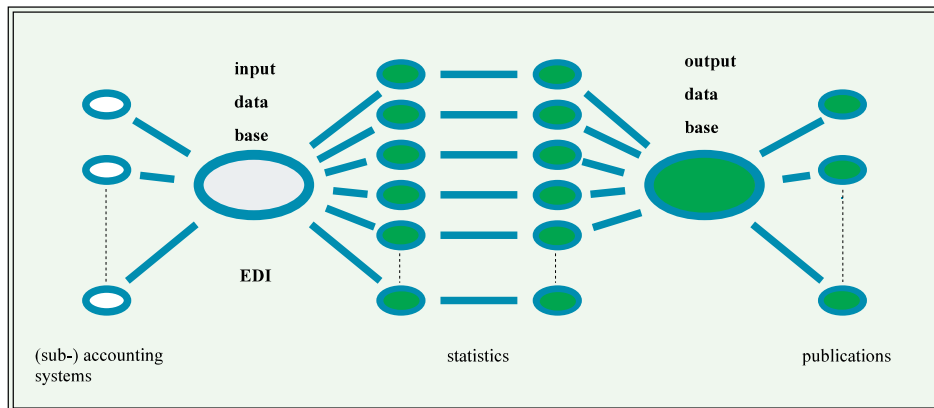 input
data
base
output
data
base
EDI
(sub-) accounting
systems
statistics
publications